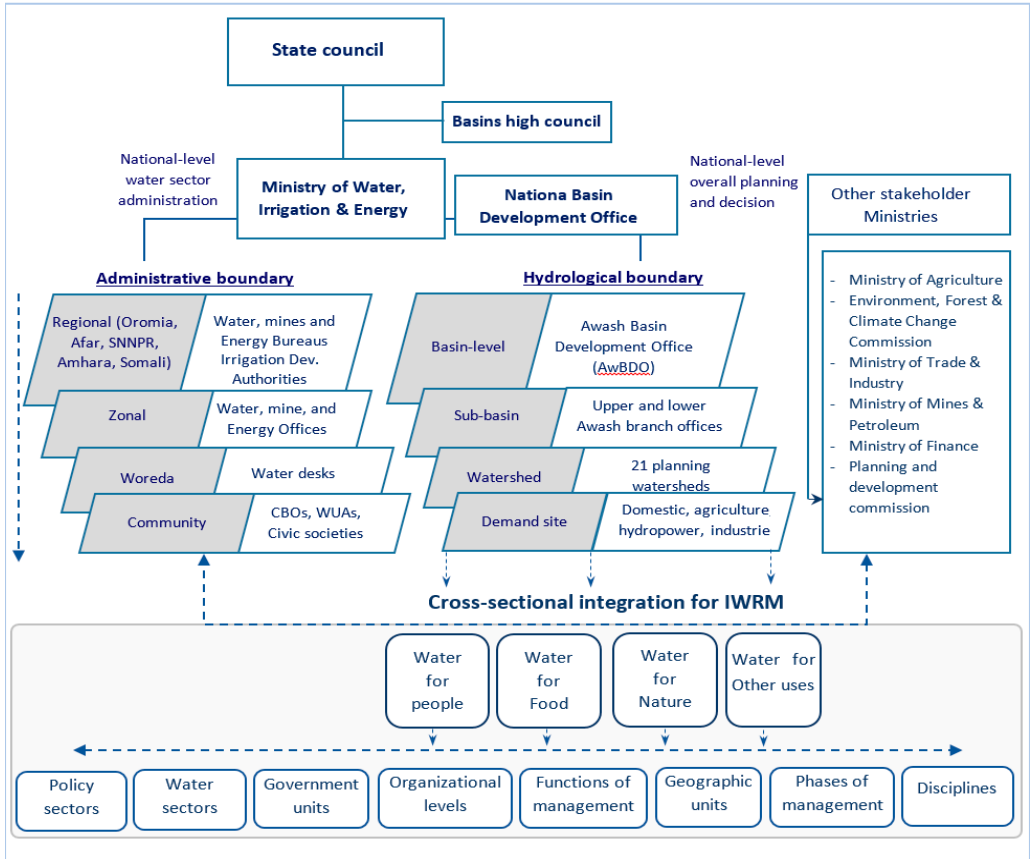 State council
Basins high council
National-level
water sector
administration
Ministry of Water,
Irrigation & Energy
Nationa Basin
Development Office
National-level
overall planning
and decision
Other stakeholder
Ministries
Administrative boundary
Regional (Oromia,
Afar, SNNPR,
Amhara, Somali)
Water, mines and
Energy Bureaus
Irrigation Dev.
Authorities
Zonal
Water, mine, and
Energy Offices
Woreda
Water desks
Community
CBOs, WUAs,
Civic societies
Hydrological boundary
Basin-level
Awash Basin
Development Office
(AwBDO)
Sub-basin
Upper and lower
Awash branch offices
Watershed
21 planning
watersheds
Demand site
Domestic, agriculture
hydropower, industrie
- Ministry of Agriculture
- Environment, Forest &
Climate Change
Commission
- Ministry of Trade &
Industry
- Ministry of Mines &
Petroleum
- Ministry of Finance
- Planning and
development
commission
Cross-sectional integration for IWRM
Water
for
people
Water
for
Food
Water
for
Nature
Water for
Other uses
Policy
sectors
Water
sectors
Government
units
Organizational
levels
Functions of
management
Geographic
units
Phases of
management
Disciplines